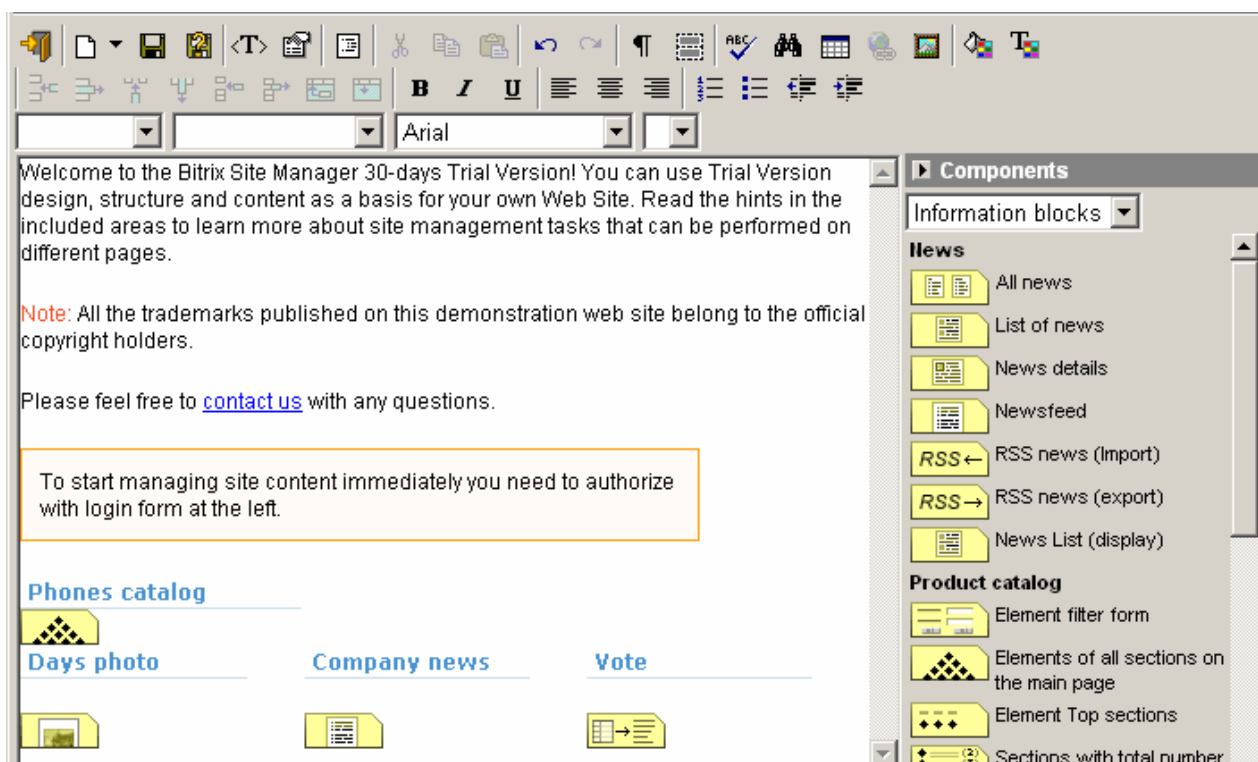 <T>
ABC
B I U
Arial
Welcome to the Bitrix Site Manager 30-days Trial Version! You can use Trial Version
design, structure and content as a basis for your own Web Site. Read the hints in the
included areas to learn more about site management tasks that can be performed on
different pages.
Note: All the trademarks published on this demonstration web site belong to the official
copyright holders.
Please feel free to contact us with any questions.
To start managing site content immediately you need to authorize
with login form at the left.
Phones catalog
Days photo
Company news
Vote
Components
Information blocks
News
All news
List of news
News details
Newsfeed
RSS
RSS news (Import)
RSS
RSS news (export)
News List (display)
Product catalog
Element filter form
Elements of all sections on
the main page
Element Top sections
(2)
Sections with total number